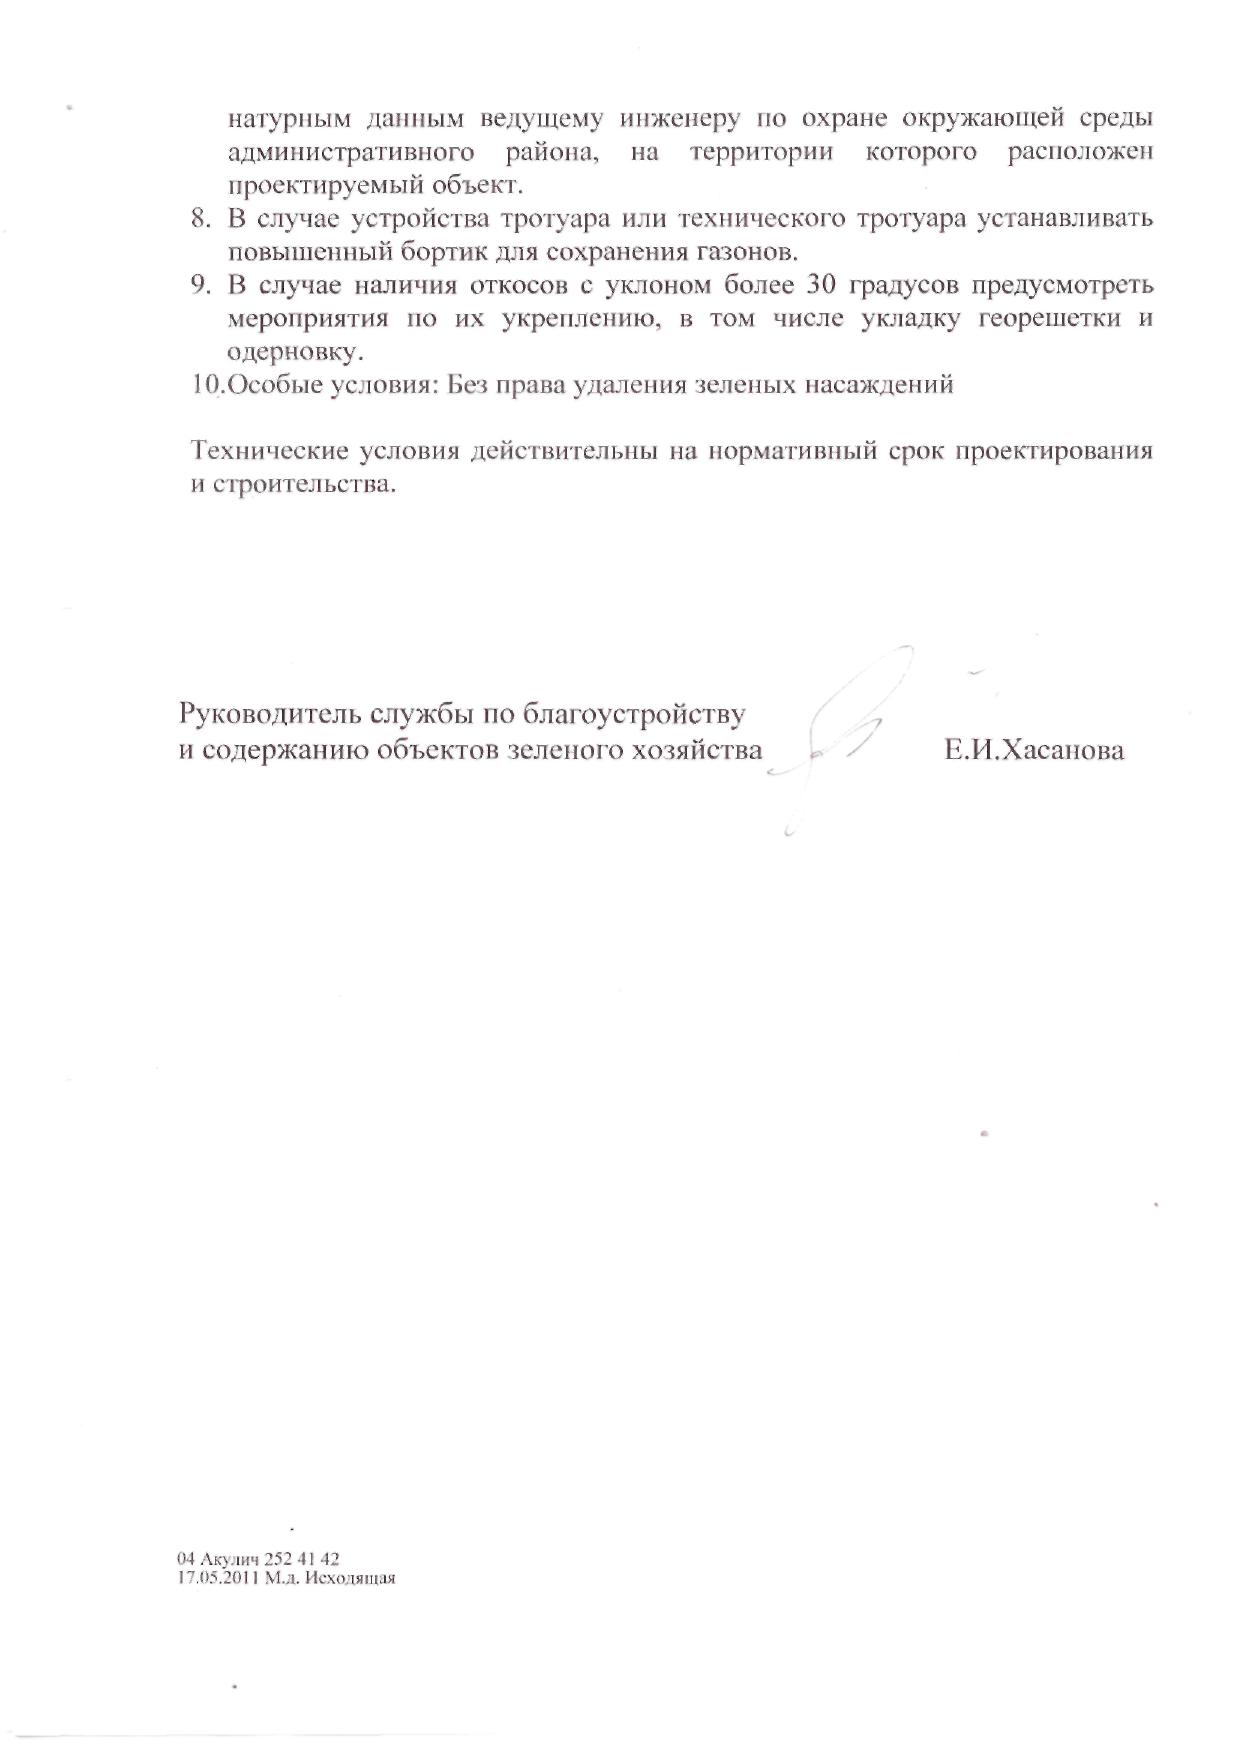 натурным данным ведущему инженеру по охране окружающей среды
административного района, на территории которого расположен
проектируемый объект.
8. В случае устройства тротуара или технического тротуара устанавливать
повышенный бортик для сохранения газонов.
9. В случае наличия откосов с уклоном более 30 градусов предусмотреть
мероприятия по их укреплению, в том числе укладку георешетки и
одерновку.
10.Особые условия: Без права удаления зеленых насаждений
Технические условия действительны на нормативный срок проектирования
и строительства.
Руководитель службы по благоустройству
и содержанию объектов зеленого хозяйства Е.И.Хасанова
04 Акулич 252 41 42
17.05.2011 М.д. Исходящая